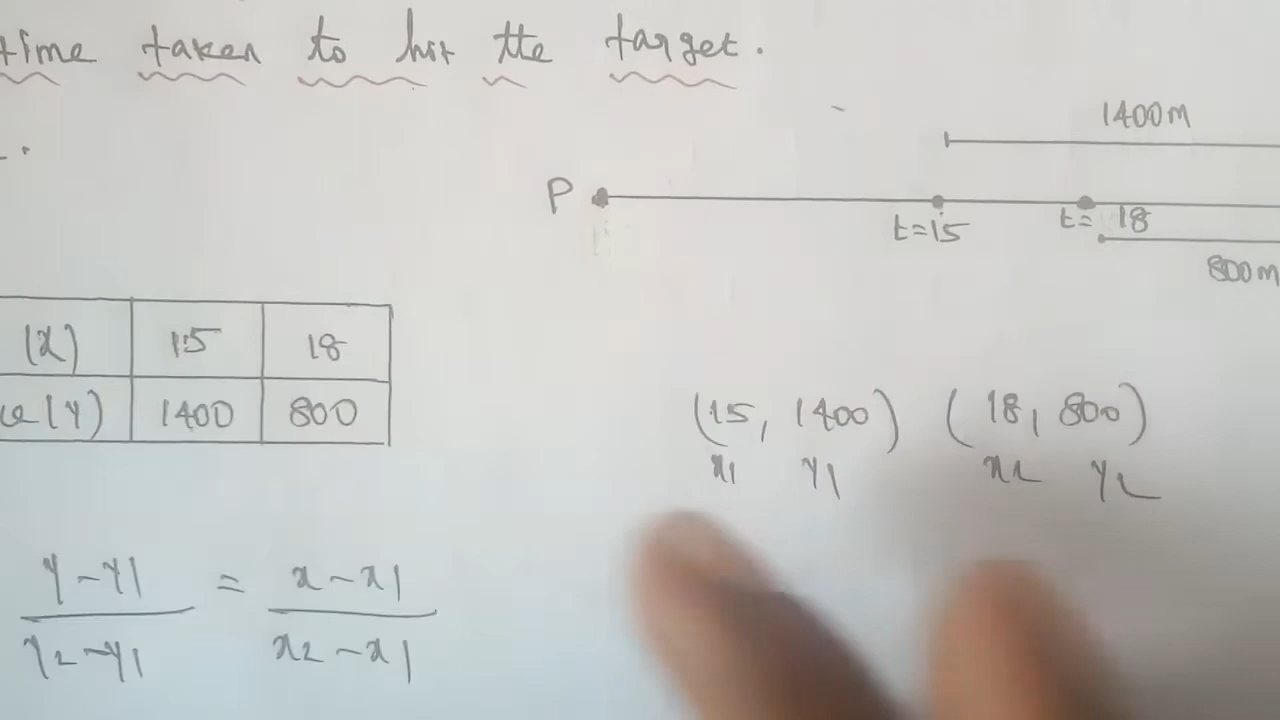 time taken to hit the target.
1400m
P
t=15 t= 18
800m
(x) 15 18
(y) 1400 800
(15, 1400) (18, 800)
x1 y1 x2 y2
y-y1 = x-x1
y2-y1 x2-x1